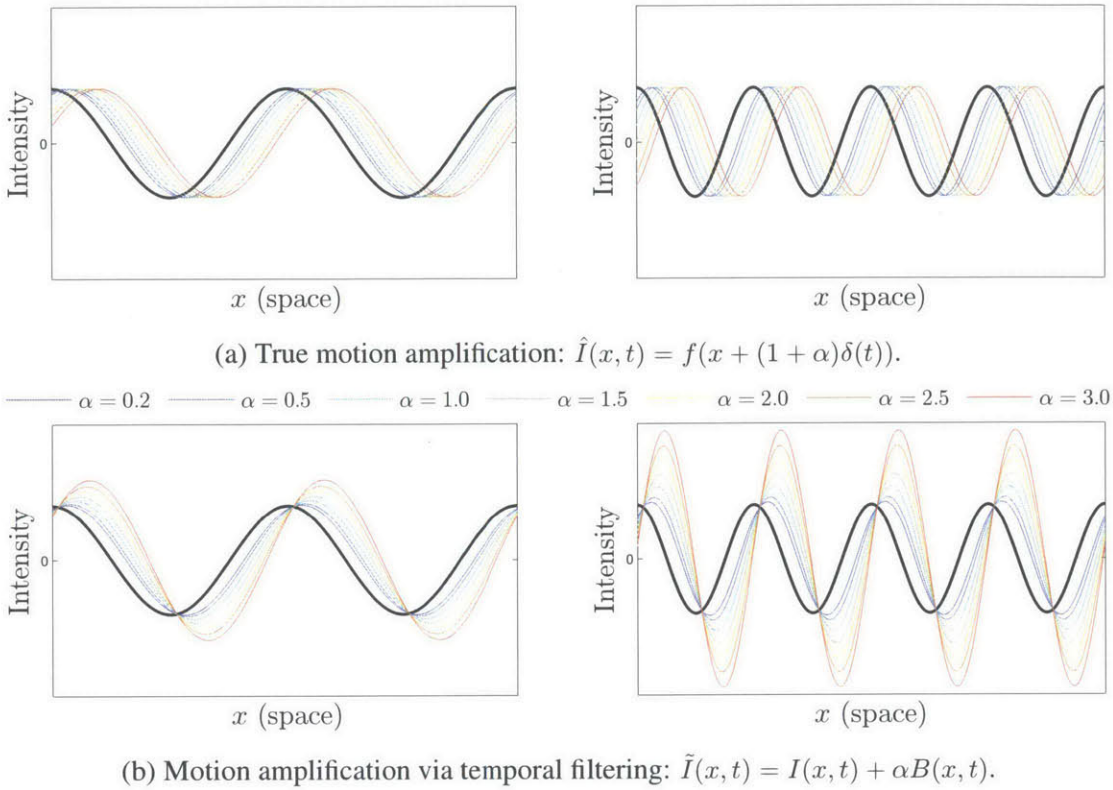 Intensity
0
x (space)
Intensity
0
x (space)
(a) True motion amplification: Î(x, t) = f(x + (1 + α)δ(t)).
α = 0.2 α = 0.5 α = 1.0 α = 1.5 α = 2.0 α = 2.5 α = 3.0
Intensity
0
x (space)
Intensity
0
x (space)
(b) Motion amplification via temporal filtering: Ĩ(x, t) = I(x, t) + αB(x, t).